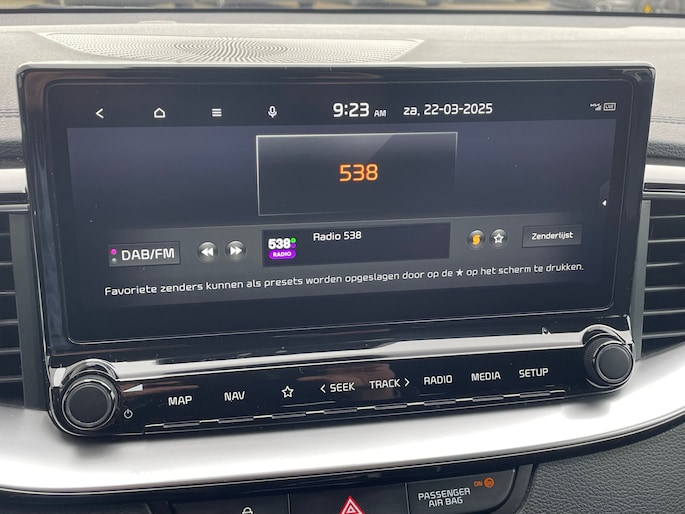 9:23 AM za, 22-03-2025
LTE
538
DAB/FM
538
RADIO
Radio 538
Zenderlijst
Favoriete zenders kunnen als presets worden opgeslagen door op de ★ op het scherm te drukken.
MAP NAV ☆ < SEEK TRACK > RADIO MEDIA SETUP
PASSENGER
AIR BAG
ON